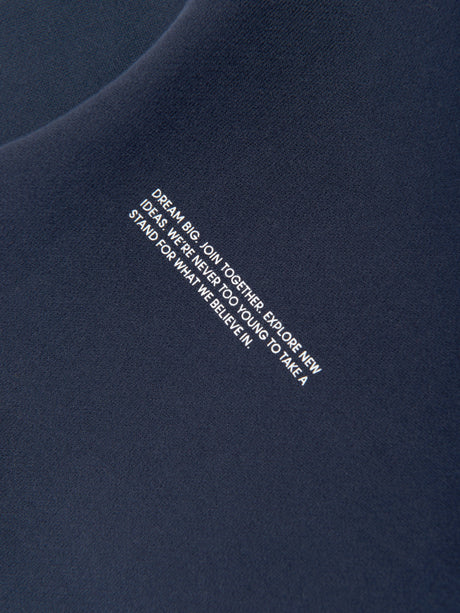 DREAM BIG. JOIN TOGETHER. EXPLORE NEW
IDEAS. WE'RE NEVER TOO YOUNG TO TAKE A
STAND FOR WHAT WE BELIEVE IN.